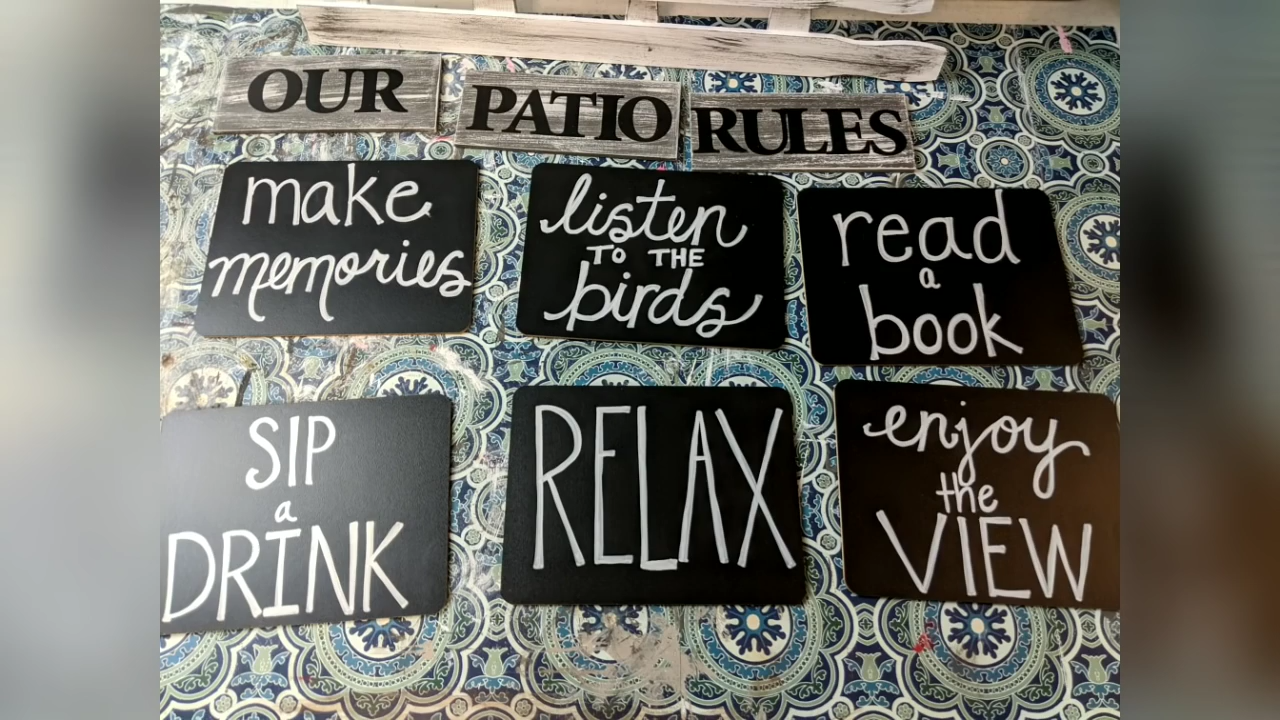 OUR PATIO RULES
make
memories
listen
TO THE
birds
read
a
book
SIP
a
DRINK
RELAX
enjoy
the
VIEW